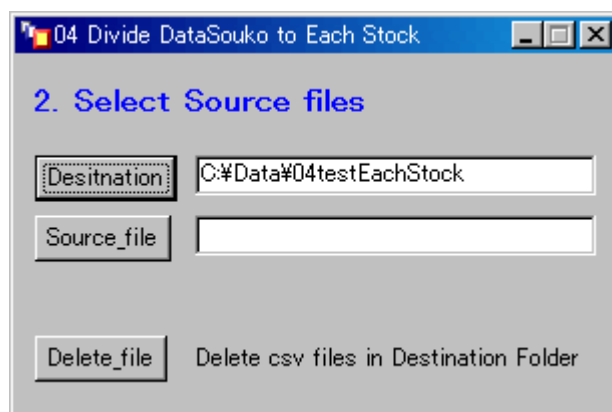 04 Divide DataSouko to Each Stock
2. Select Source files
Desitnation C:¥Data¥04testEachStock
Source_file
Delete_file Delete csv files in Destination Folder